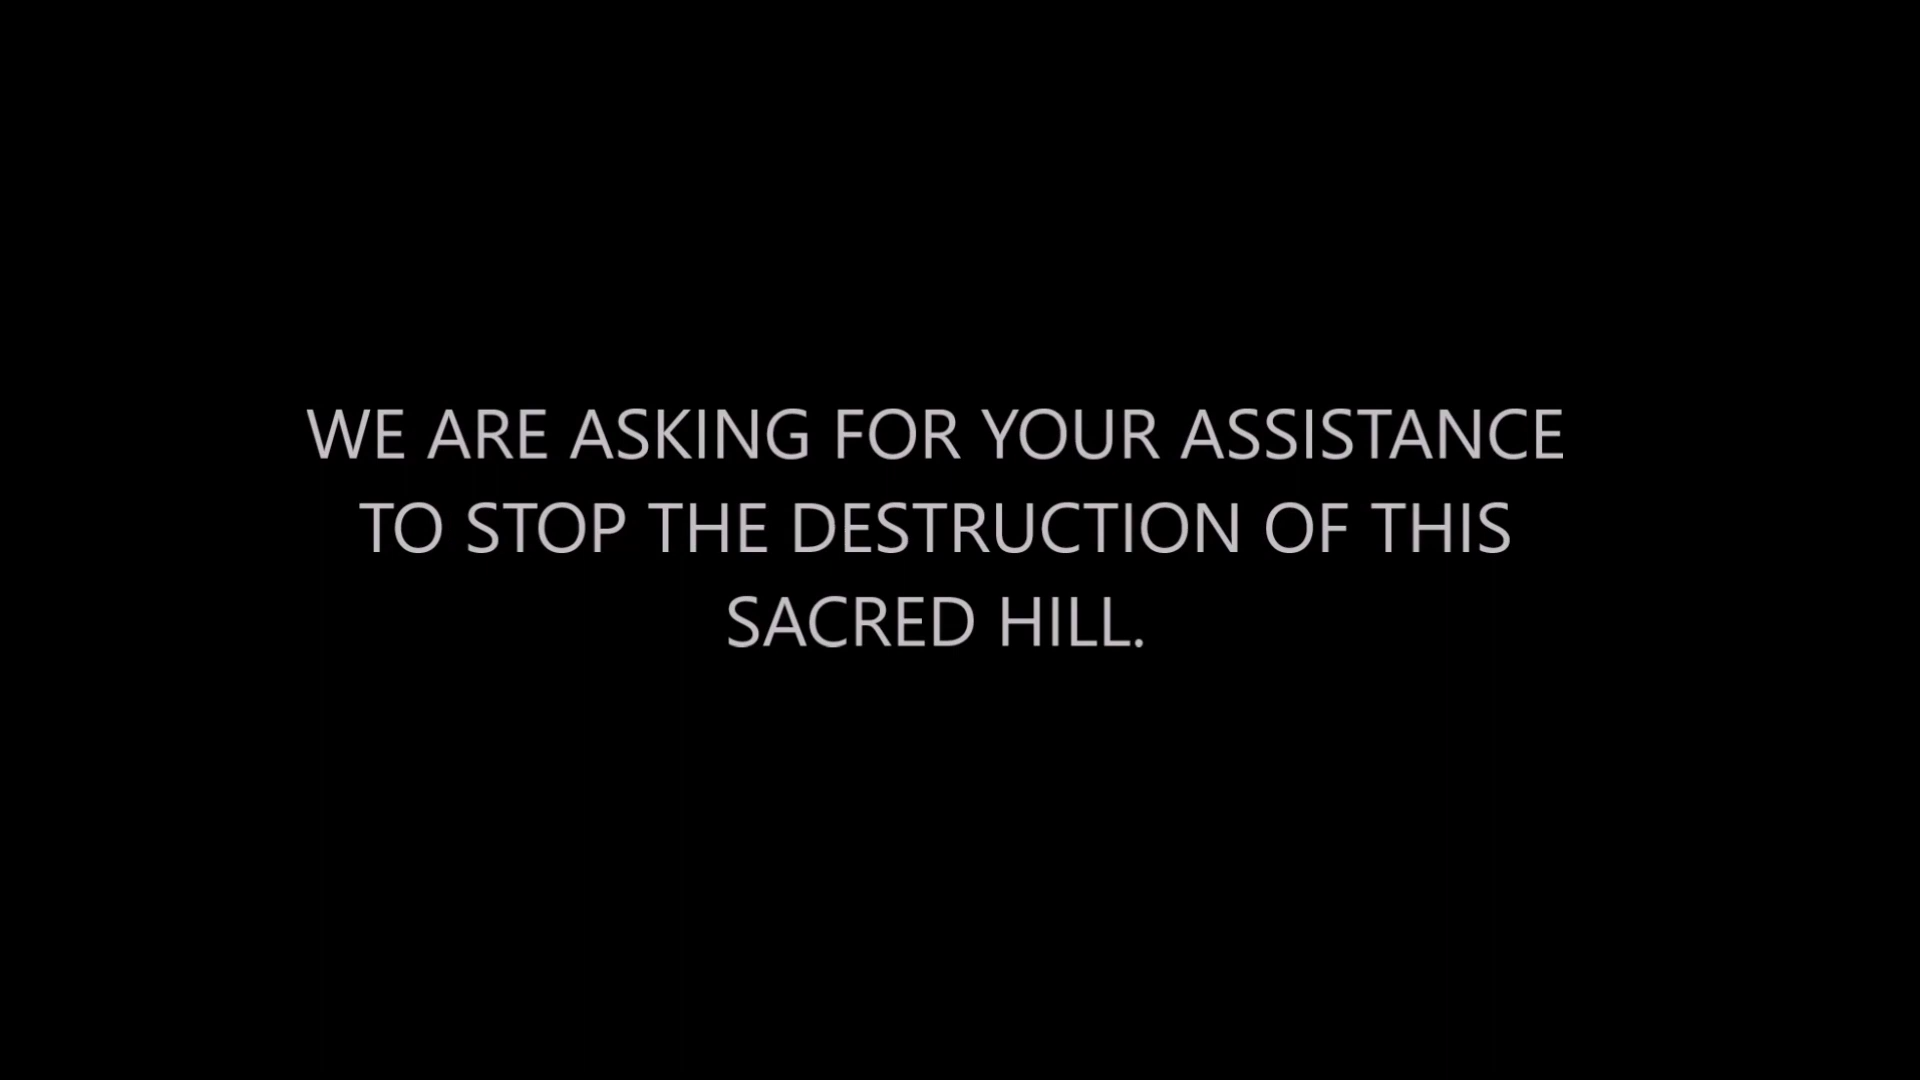 WE ARE ASKING FOR YOUR ASSISTANCE
TO STOP THE DESTRUCTION OF THIS
SACRED HILL.